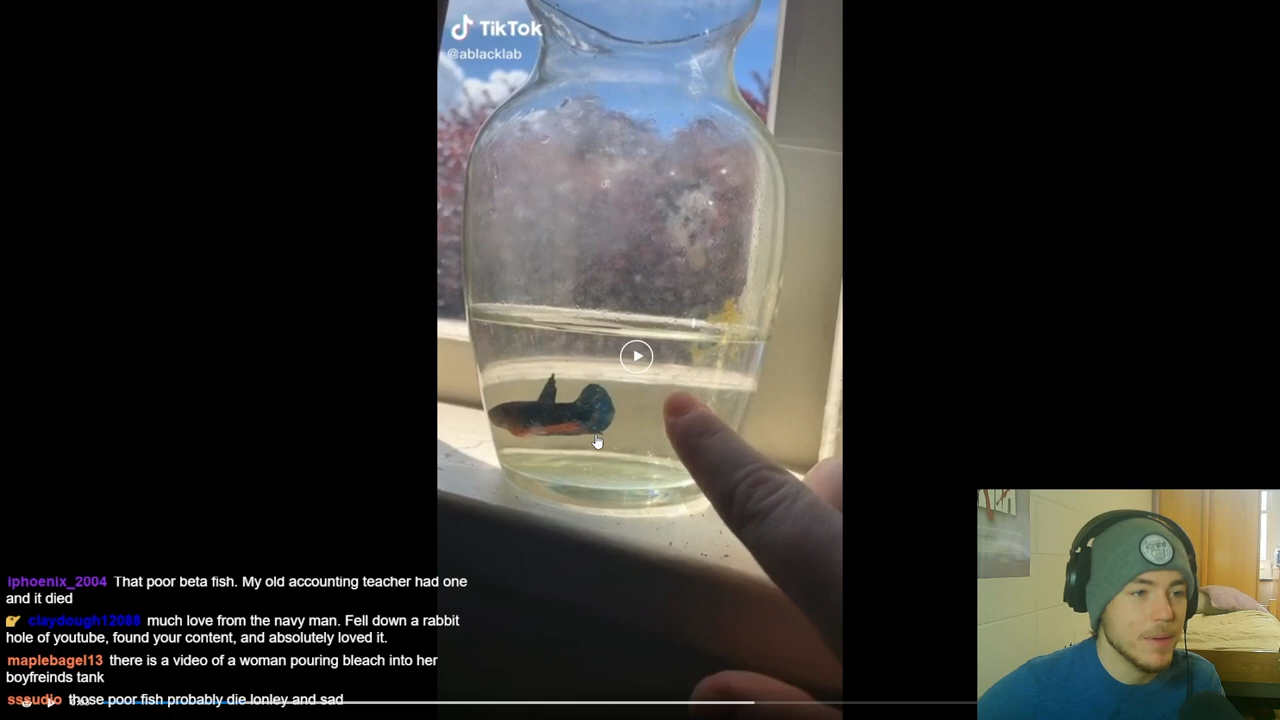 TikTok
@ablacklab
iphoenix_2004 That poor beta fish. My old accounting teacher had one
and it died
claydough12088 much love from the navy man. Fell down a rabbit
hole of youtube, found your content, and absolutely loved it.
maplebagel13 there is a video of a woman pouring bleach into her
boyfreinds tank
sssudio those poor fish probably die lonley and sad